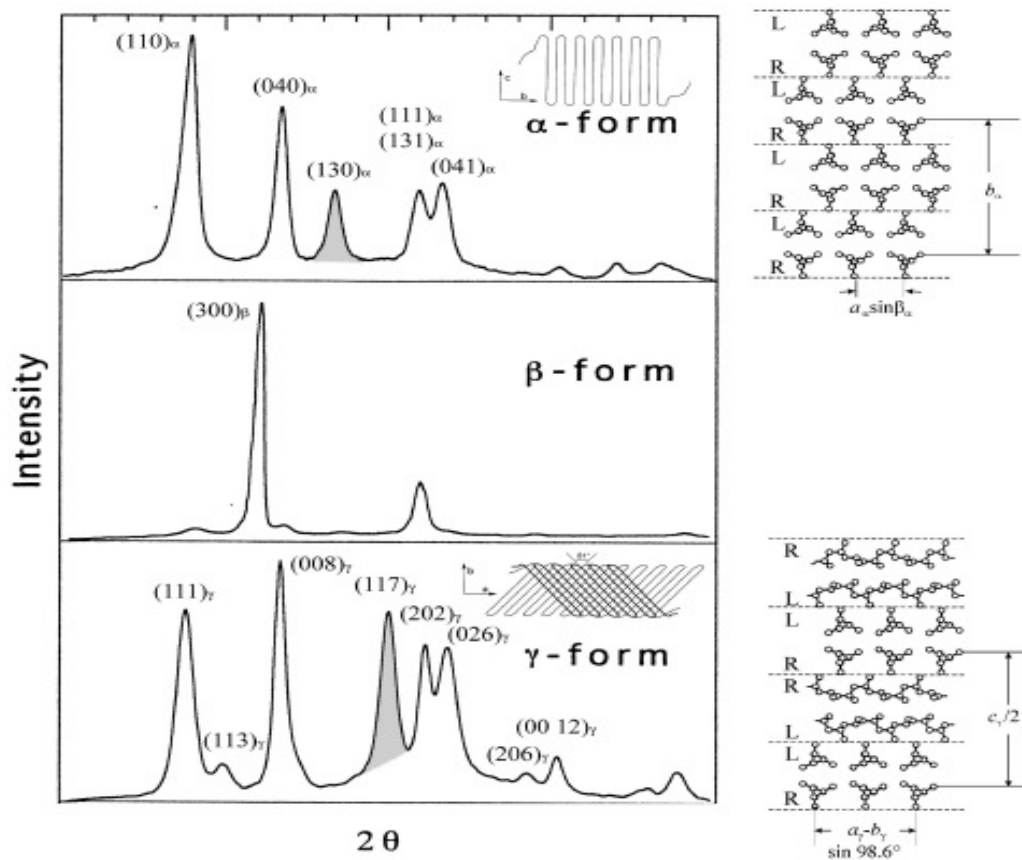 (110)α
(040)α
(130)α
(111)α
(131)α
(041)α
c
α-form
(300)β
β-form
(111)γ
(113)γ
(008)γ
(117)γ
(202)γ
(026)γ
(206)γ
(00 12)γ
b
γ-form
Intensity
2 θ
L
R
L
R
L
R
L
R
bα
aα sinβα
R
L
L
R
R
L
L
R
cγ/2
aγ-bγ
sin 98.6°